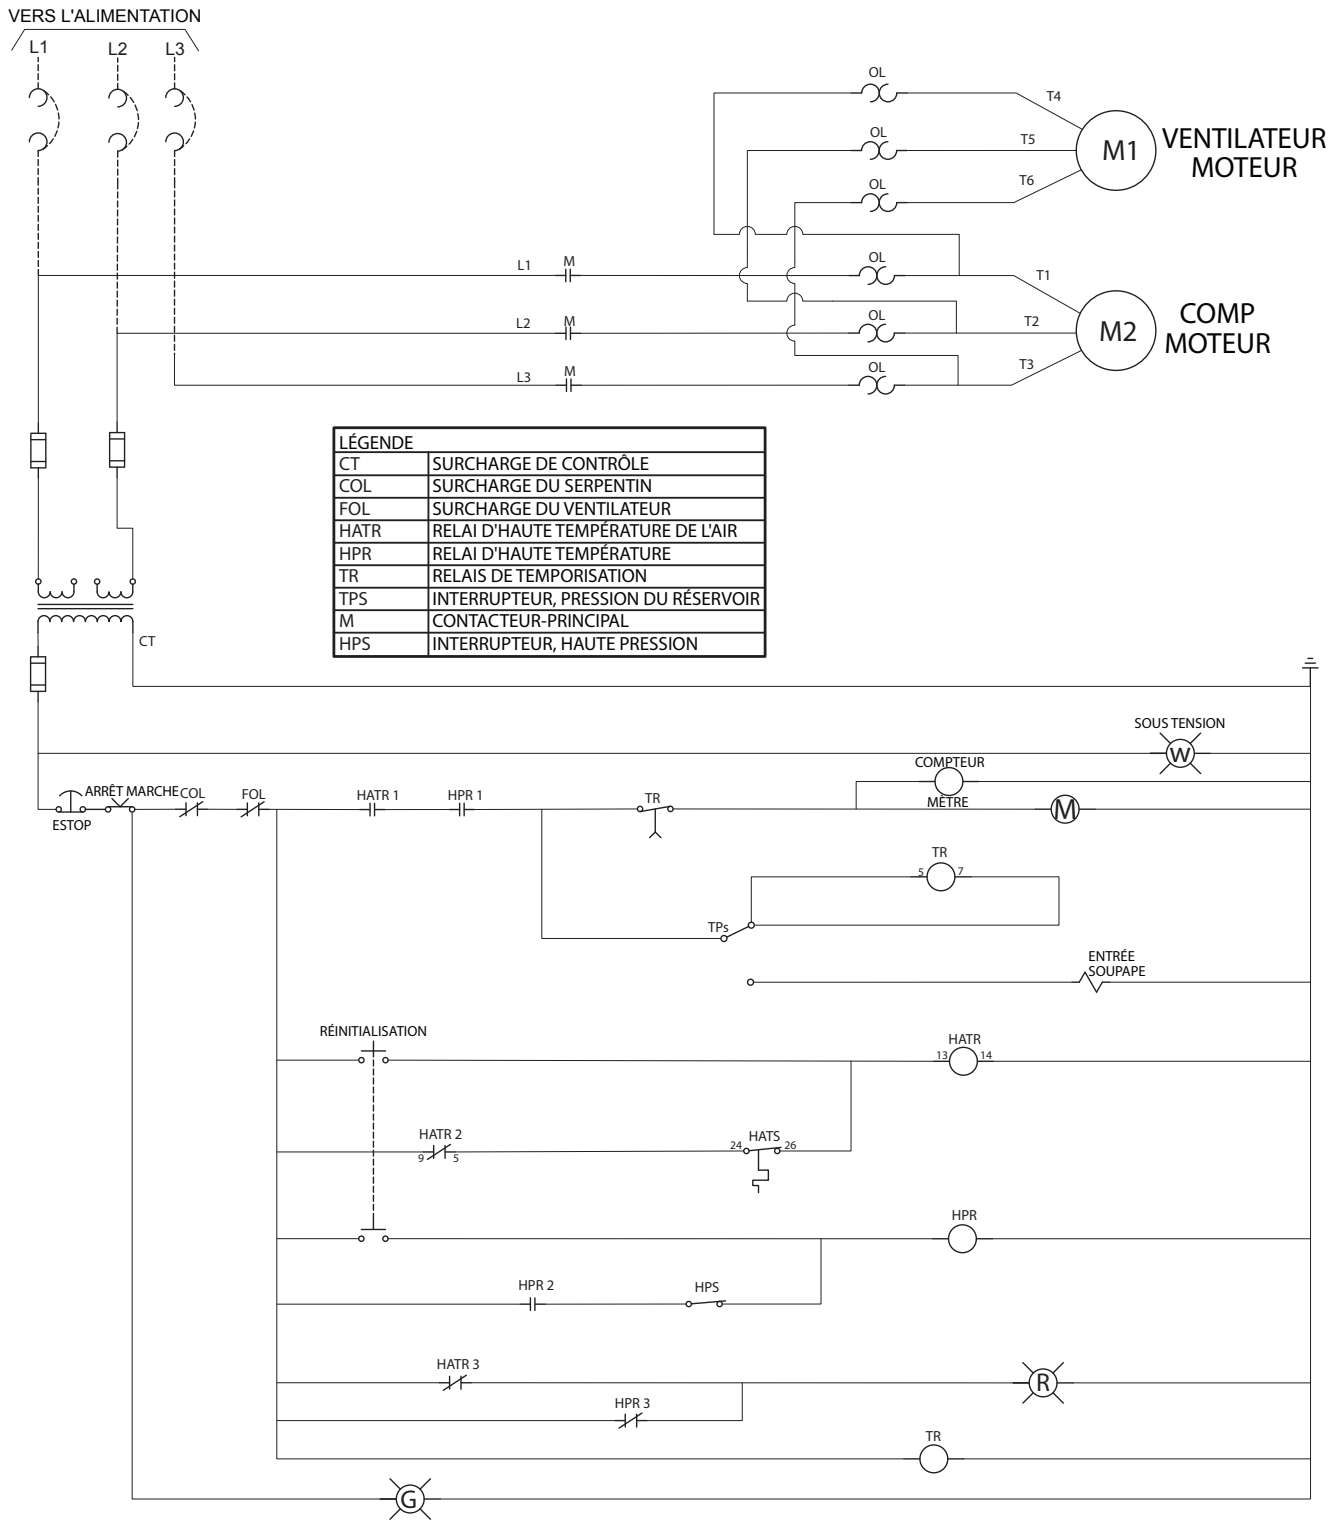 VERS L'ALIMENTATION
L1 L2 L3
OL
T4
OL
T5
M1
VENTILATEUR
MOTEUR
OL
T6
L1 M OL T1
L2 M OL T2
M2
COMP
MOTEUR
L3 M OL T3
LÉGENDE
CT SURCHARGE DE CONTRÔLE
COL SURCHARGE DU SERPENTIN
FOL SURCHARGE DU VENTILATEUR
HATR RELAI D'HAUTE TEMPÉRATURE DE L'AIR
HPR RELAI D'HAUTE TEMPÉRATURE
TR RELAIS DE TEMPORISATION
TPS INTERRUPTEUR, PRESSION DU RÉSERVOIR
M CONTACTEUR-PRINCIPAL
HPS INTERRUPTEUR, HAUTE PRESSION
CT
SOUS TENSION
W
COMPTEUR
MÈTRE
ARRÊT MARCHE COL FOL HATR 1 HPR 1 TR M
ESTOP
TR
5 7
TPs
ENTRÉE
SOUPAPE
RÉINITIALISATION
HATR
13 14
HATR 2
9 5
HATS
24 26
HPR
HPR 2 HPS
HATR 3
R
HPR 3
TR
G